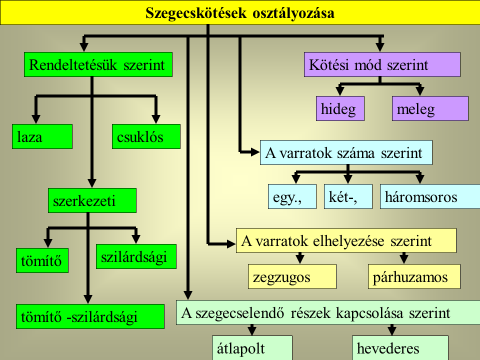 Szegecskötések osztályozása
Rendeltetésük szerint
Kötési mód szerint
hideg
meleg
laza
csuklós
A varratok száma szerint
szerkezeti
egy.,
két-,
háromsoros
tömítő
szilárdsági
A varratok elhelyezése szerint
zegzugos
párhuzamos
tömítő -szilárdsági
A szegecselendő részek kapcsolása szerint
átlapolt
hevederes